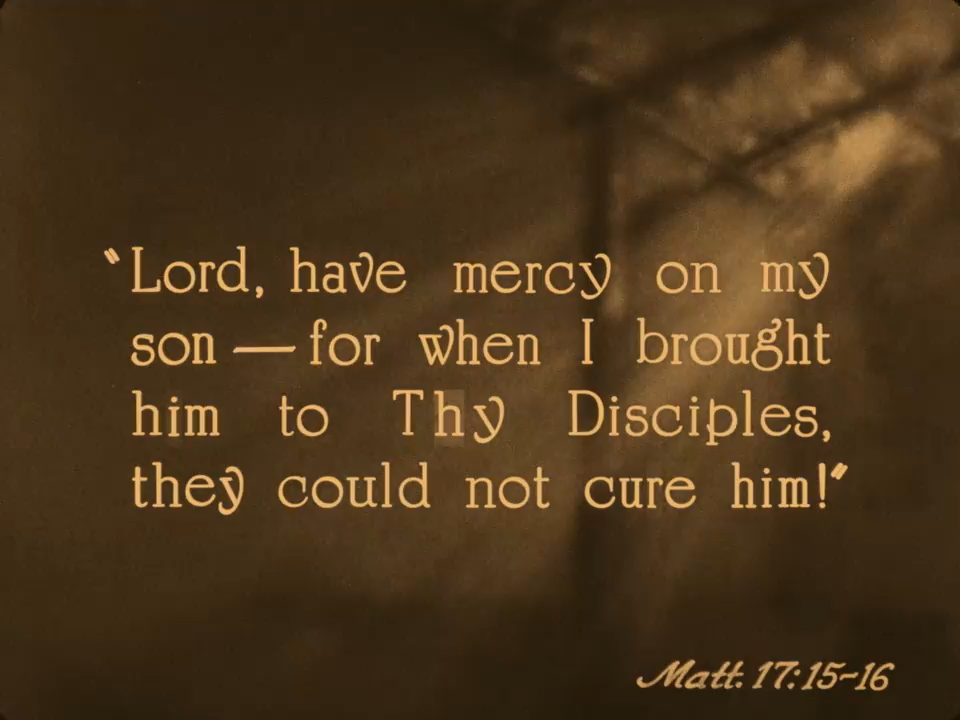 “Lord, have mercy on my
son — for when I brought
him to Thy Disciples,
they could not cure him!”
Matt. 17:15-16